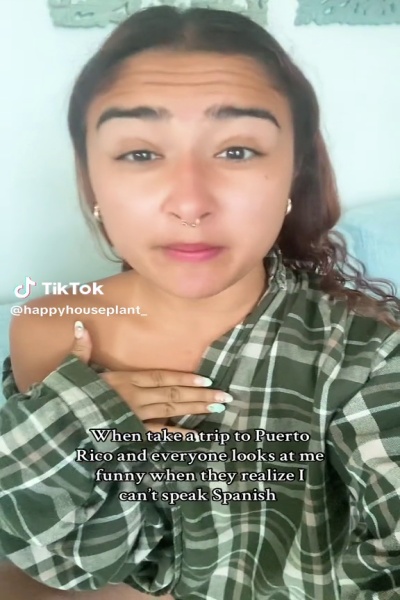 TikTok
@happyhouseplant_
When take a trip to Puerto
Rico and everyone looks at me
funny when they realize I
can't speak Spanish